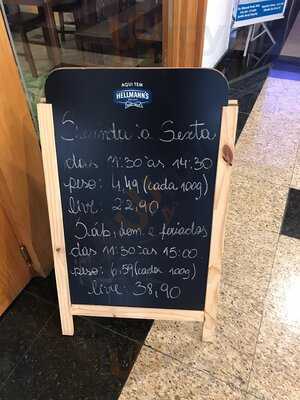 AQUI TEM
HELLMANN'S
Segunda a Sexta
das 11:30 às 14:30
peso: 4,49 (cada 100g)
livre: 22,90
Sáb, dom. e feriados
das 11:30 às 15:00
peso: 6,59 (cada 100g)
livre: 38,90